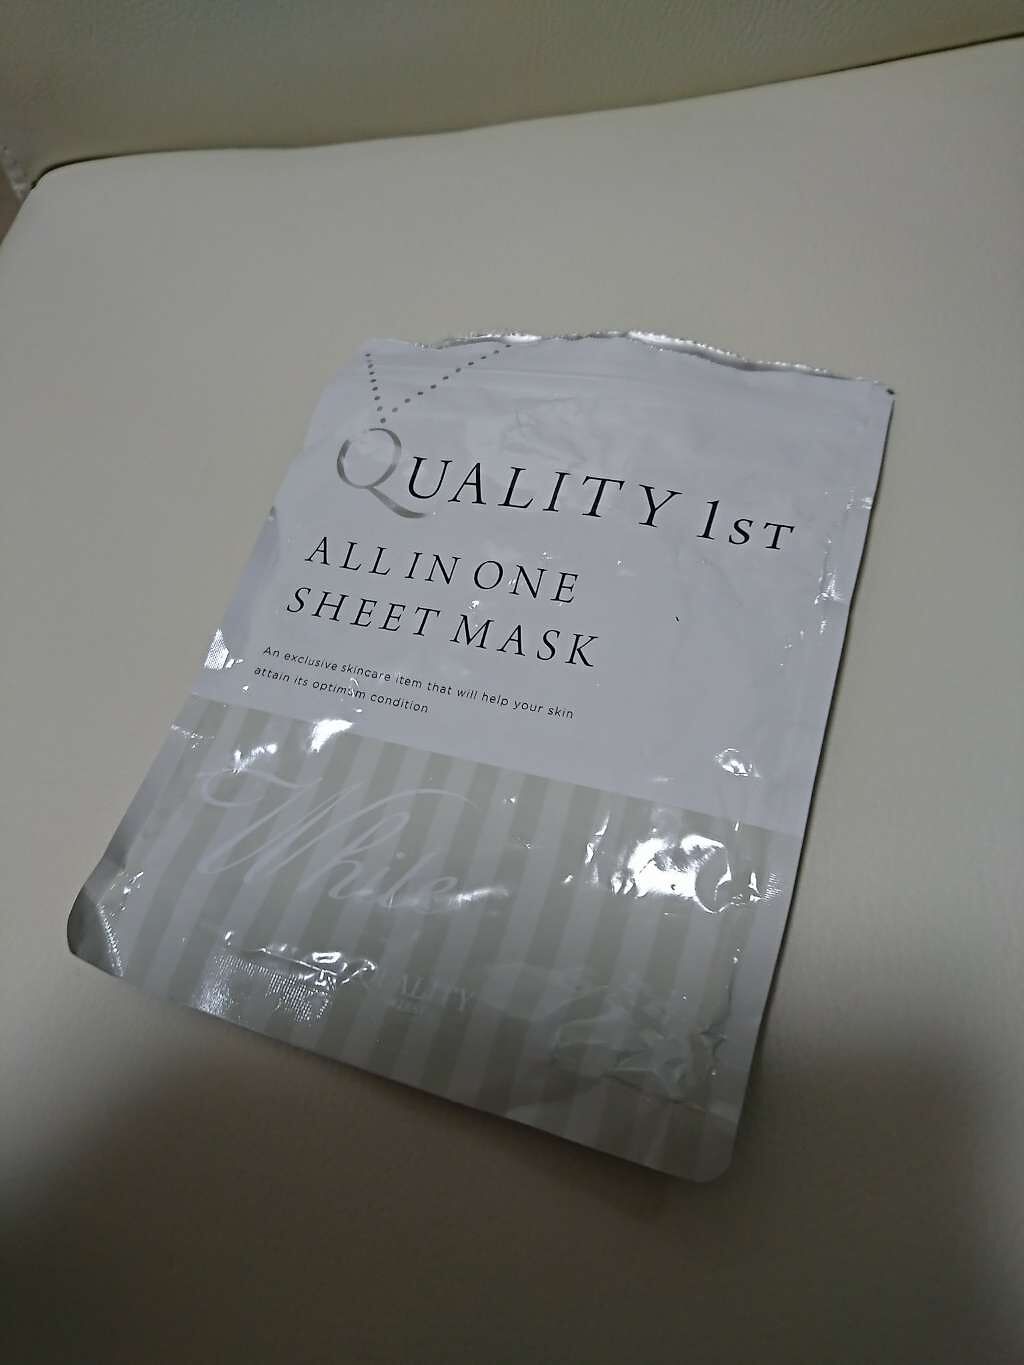 QUALITY 1ST
ALL IN ONE
SHEET MASK
An exclusive skincare item that will help your skin
attain its optimum condition
White
QUALITY